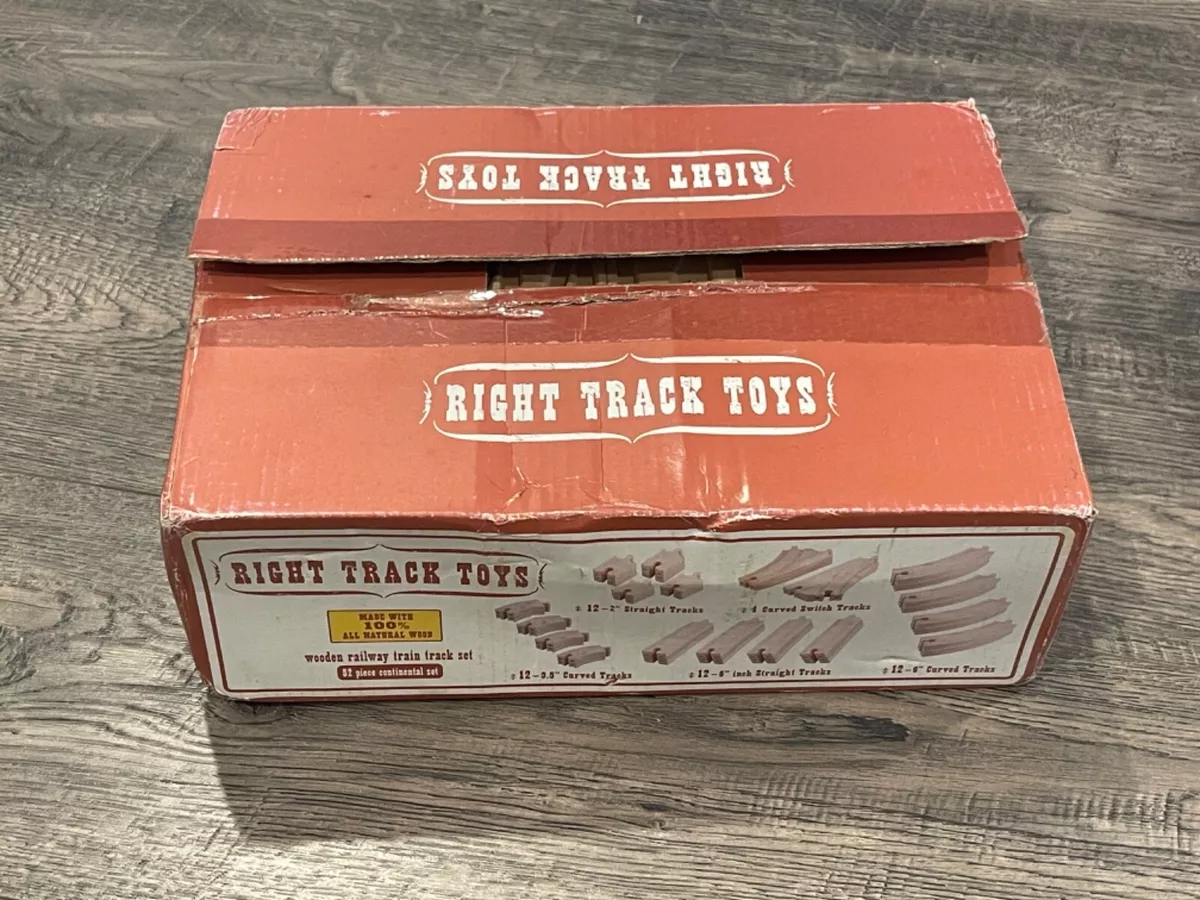 RIGHT TRACK TOYS
RIGHT TRACK TOYS
RIGHT TRACK TOYS
MADE WITH
100%
ALL NATURAL WOOD
wooden railway train track set
52 piece continental set
12-2" Straight Tracks
4 Curved Switch Tracks
12-3.5" Curved Tracks
12-6" inch Straight Tracks
12-6" Curved Tracks